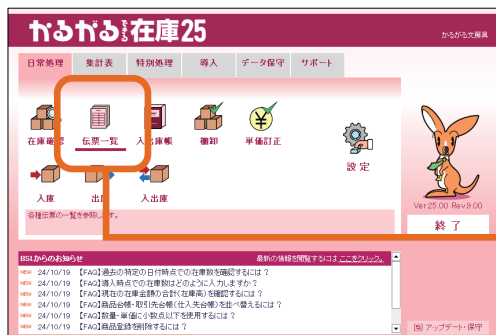 かるがるできる在庫25
かるがる文房具
日常処理 集計表 特別処理 導入 データ保守 サポート
在庫確認 伝票一覧 入出庫帳 棚卸 単価訂正
設定
入庫 出庫 入出庫
Ver25.00 Rev9.00
各種伝票の一覧を参照します。
終了
BSLからのお知らせ 最新の情報を閲覧するには ここをクリック。
NEW 24/10/19 【FAQ】過去の特定の日付時点での在庫数を確認するには？
NEW 24/10/19 【FAQ】導入時点での在庫数はどのように入力しますか？
NEW 24/10/19 【FAQ】現在の在庫金額の合計（在庫高）を確認するには？
NEW 24/10/19 【FAQ】商品台帳・取引先台帳（仕入先台帳）を並べ替えるには？
NEW 24/10/19 【FAQ】数量・単価に小数点以下を使用するには？
NEW 24/10/19 【FAQ】商品登録を削除するには？
アップデート・保守